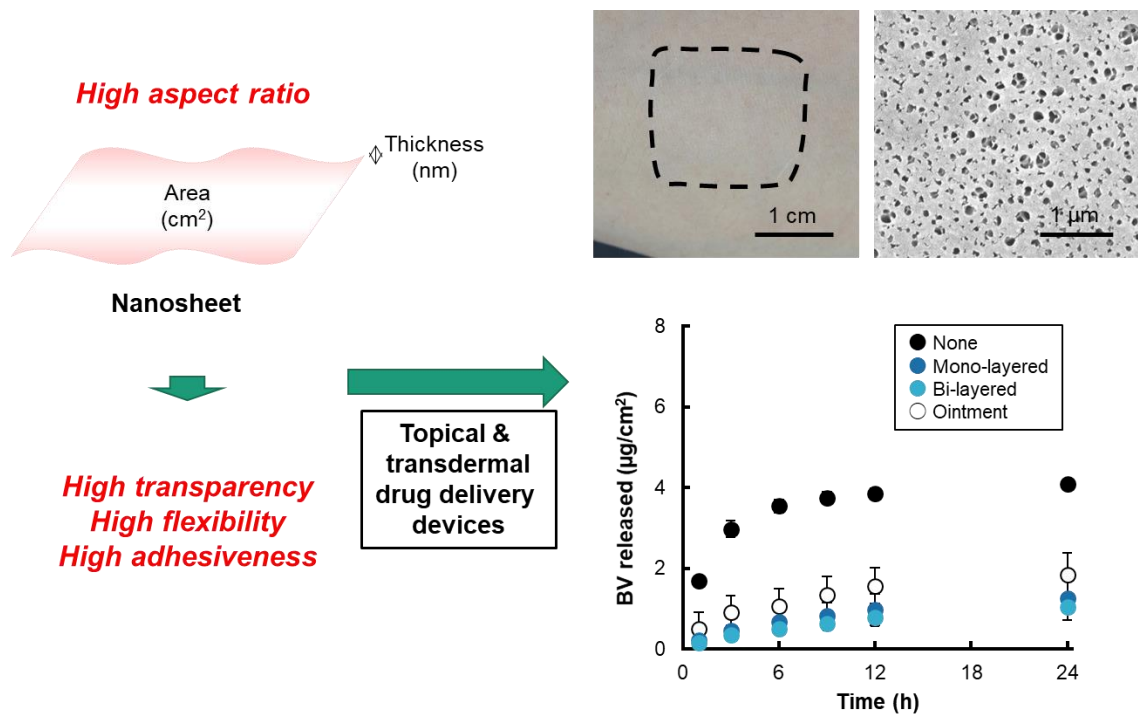 High aspect ratio
Thickness
(nm)
Area
(cm²)
Nanosheet
High transparency
High flexibility
High adhesiveness
Topical &
transdermal
drug delivery
devices
1 cm
1 μm
8
6
4
2
0
BV released (μg/cm²)
None
Mono-layered
Bi-layered
Ointment
0
6
12
18
24
Time (h)